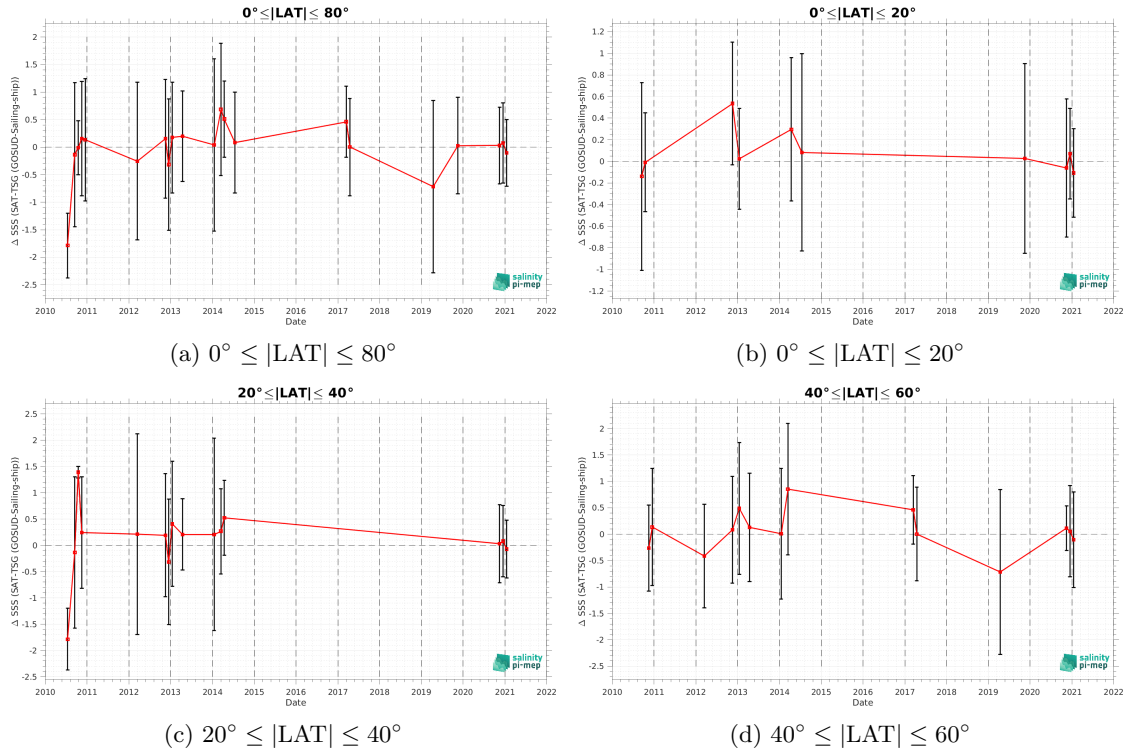 0°≤|LAT|≤ 80°
Δ SSS (SAT-TSG (GOSUD-Sailing-ship))
2
1.5
1
0.5
0
-0.5
-1
-1.5
-2
-2.5
2010 2011 2012 2013 2014 2015 2016 2017 2018 2019 2020 2021 2022
Date
salinity
pi-mep
(a) 0° ≤ |LAT| ≤ 80°
0°≤|LAT|≤ 20°
Δ SSS (SAT-TSG (GOSUD-Sailing-ship))
1.2
1
0.8
0.6
0.4
0.2
0
-0.2
-0.4
-0.6
-0.8
-1
-1.2
2010 2011 2012 2013 2014 2015 2016 2017 2018 2019 2020 2021 2022
Date
salinity
pi-mep
(b) 0° ≤ |LAT| ≤ 20°
20°≤|LAT|≤ 40°
Δ SSS (SAT-TSG (GOSUD-Sailing-ship))
2.5
2
1.5
1
0.5
0
-0.5
-1
-1.5
-2
-2.5
2010 2011 2012 2013 2014 2015 2016 2017 2018 2019 2020 2021 2022
Date
salinity
pi-mep
(c) 20° ≤ |LAT| ≤ 40°
40°≤|LAT|≤ 60°
Δ SSS (SAT-TSG (GOSUD-Sailing-ship))
2
1.5
1
0.5
0
-0.5
-1
-1.5
-2
-2.5
2010 2011 2012 2013 2014 2015 2016 2017 2018 2019 2020 2021 2022
Date
salinity
pi-mep
(d) 40° ≤ |LAT| ≤ 60°